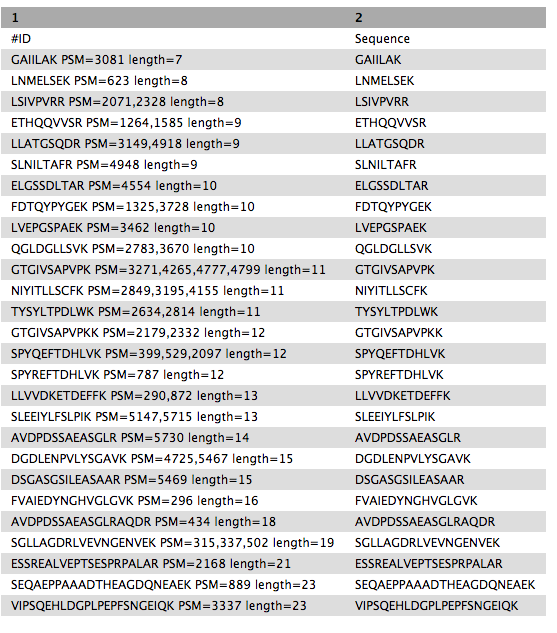 1 2
#ID Sequence
GAIILAK PSM=3081 length=7 GAIILAK
LNMELSEK PSM=623 length=8 LNMELSEK
LSIVPVRR PSM=2071,2328 length=8 LSIVPVRR
ETHQQVVSR PSM=1264,1585 length=9 ETHQQVVSR
LLATGSQDR PSM=3149,4918 length=9 LLATGSQDR
SLNILTAFR PSM=4948 length=9 SLNILTAFR
ELGSSDLTAR PSM=4554 length=10 ELGSSDLTAR
FDTQYPYGEK PSM=1325,3728 length=10 FDTQYPYGEK
LVEPGSPAEK PSM=3462 length=10 LVEPGSPAEK
QGLDGLLSVK PSM=2783,3670 length=10 QGLDGLLSVK
GTGIVSAPVPK PSM=3271,4265,4777,4799 length=11 GTGIVSAPVPK
NIYITLLSCFK PSM=2849,3195,4155 length=11 NIYITLLSCFK
TYSYLTPDLWK PSM=2634,2814 length=11 TYSYLTPDLWK
GTGIVSAPVPKK PSM=2179,2332 length=12 GTGIVSAPVPKK
SPYQEFTDHLVK PSM=399,529,2097 length=12 SPYQEFTDHLVK
SPYREFTDHLVK PSM=787 length=12 SPYREFTDHLVK
LLVVDKETDEFFK PSM=290,872 length=13 LLVVDKETDEFFK
SLEEIYLFSLPIK PSM=5147,5715 length=13 SLEEIYLFSLPIK
AVDPDSSAEASGLR PSM=5730 length=14 AVDPDSSAEASGLR
DGDLENPVLYSGAVK PSM=4725,5467 length=15 DGDLENPVLYSGAVK
DSGASGSILEASAAR PSM=5469 length=15 DSGASGSILEASAAR
FVAIEDYNGHVGLGVK PSM=296 length=16 FVAIEDYNGHVGLGVK
AVDPDSSAEASGLRAQDR PSM=434 length=18 AVDPDSSAEASGLRAQDR
SGLLAGDRLVEVNGENVEK PSM=315,337,502 length=19 SGLLAGDRLVEVNGENVEK
ESSREALVEPTSESPRPALAR PSM=2168 length=21 ESSREALVEPTSESPRPALAR
SEQAEPPAAADTHEAGDQNEAEK PSM=889 length=23 SEQAEPPAAADTHEAGDQNEAEK
VIPSQEHLDGPLPEPFSNGEIQK PSM=3337 length=23 VIPSQEHLDGPLPEPFSNGEIQK